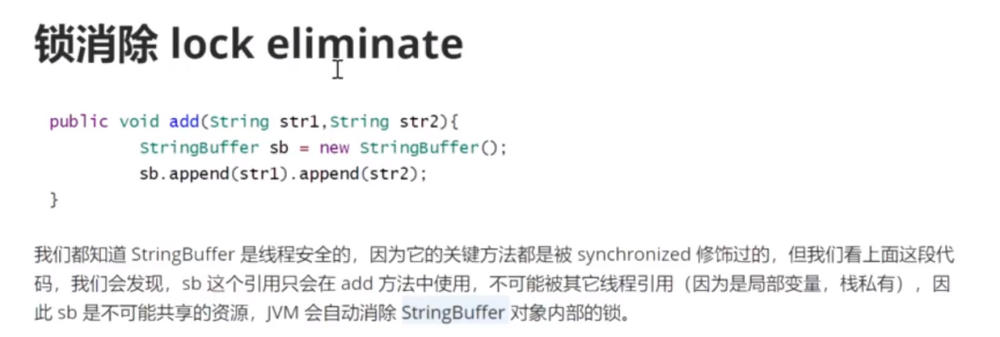 锁消除 lock eliminate
public void add(String str1,String str2){
StringBuffer sb = new StringBuffer();
sb.append(str1).append(str2);
}
我们都知道 StringBuffer 是线程安全的，因为它的关键方法都是被 synchronized 修饰过的，但我们看上面这段代
码，我们会发现，sb 这个引用只会在 add 方法中使用，不可能被其它线程引用（因为是局部变量，栈私有），因
此 sb 是不可能共享的资源，JVM 会自动消除 StringBuffer 对象内部的锁。